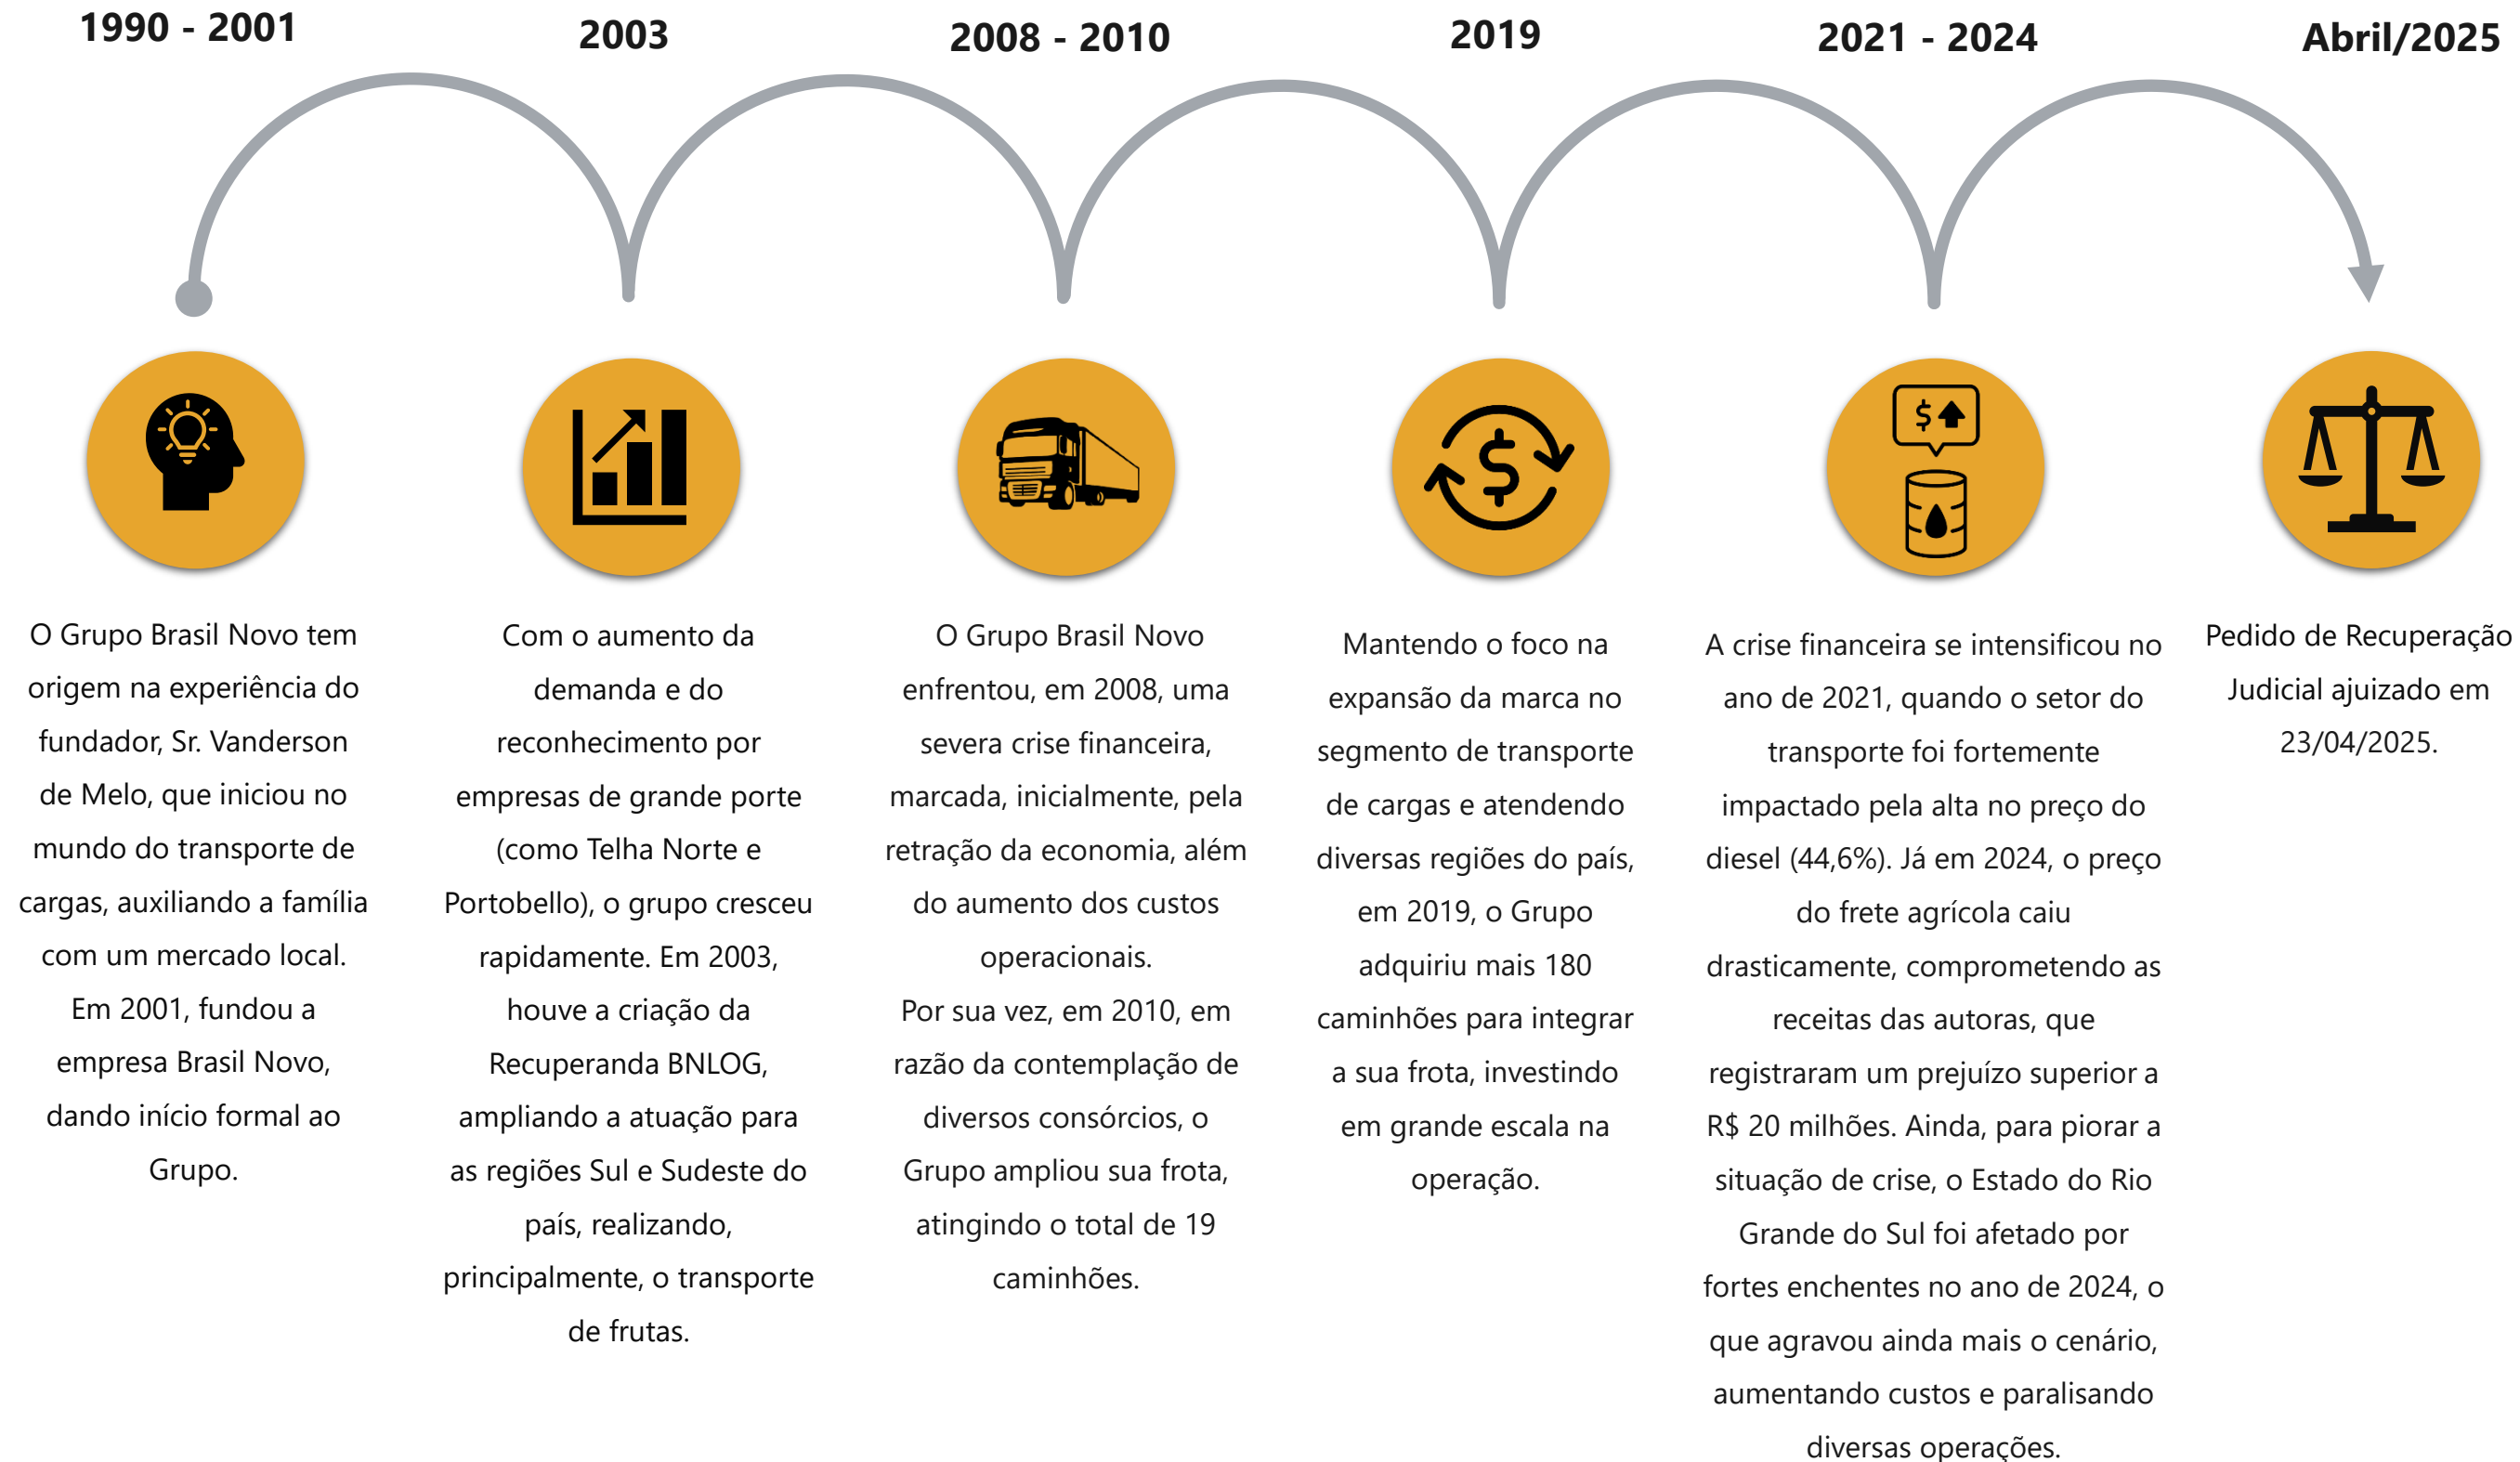 1990 - 2001
2003
2008 - 2010
2019
2021 - 2024
Abril/2025
$
$
O Grupo Brasil Novo tem
origem na experiência do
fundador, Sr. Vanderson
de Melo, que iniciou no
mundo do transporte de
cargas, auxiliando a família
com um mercado local.
Em 2001, fundou a
empresa Brasil Novo,
dando início formal ao
Grupo.
Com o aumento da
demanda e do
reconhecimento por
empresas de grande porte
(como Telha Norte e
Portobello), o grupo cresceu
rapidamente. Em 2003,
houve a criação da
Recuperanda BNLOG,
ampliando a atuação para
as regiões Sul e Sudeste do
país, realizando,
principalmente, o transporte
de frutas.
O Grupo Brasil Novo
enfrentou, em 2008, uma
severa crise financeira,
marcada, inicialmente, pela
retração da economia, além
do aumento dos custos
operacionais.
Por sua vez, em 2010, em
razão da contemplação de
diversos consórcios, o
Grupo ampliou sua frota,
atingindo o total de 19
caminhões.
Mantendo o foco na
expansão da marca no
segmento de transporte
de cargas e atendendo
diversas regiões do país,
em 2019, o Grupo
adquiriu mais 180
caminhões para integrar
a sua frota, investindo
em grande escala na
operação.
A crise financeira se intensificou no
ano de 2021, quando o setor do
transporte foi fortemente
impactado pela alta no preço do
diesel (44,6%). Já em 2024, o preço
do frete agrícola caiu
drasticamente, comprometendo as
receitas das autoras, que
registraram um prejuízo superior a
R$ 20 milhões. Ainda, para piorar a
situação de crise, o Estado do Rio
Grande do Sul foi afetado por
fortes enchentes no ano de 2024, o
que agravou ainda mais o cenário,
aumentando custos e paralisando
diversas operações.
Pedido de Recuperação
Judicial ajuizado em
23/04/2025.